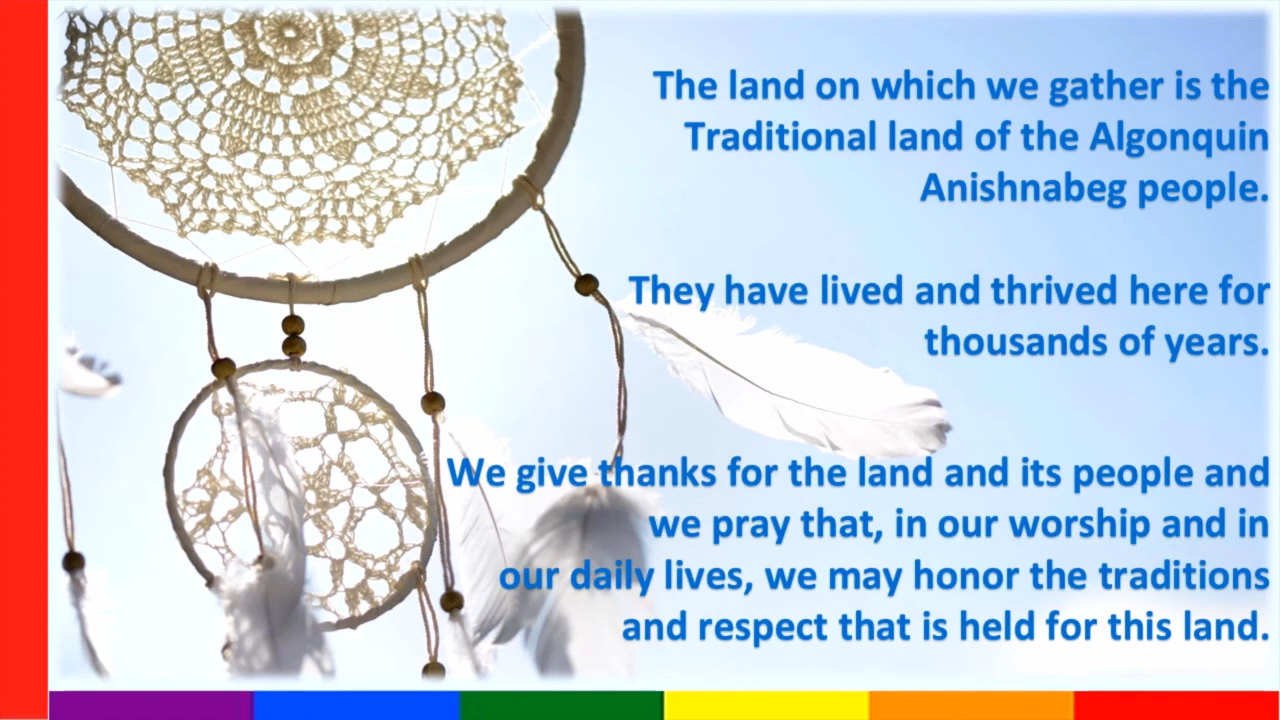 The land on which we gather is the
Traditional land of the Algonquin
Anishnabeg people.
They have lived and thrived here for
thousands of years.
We give thanks for the land and its people and
we pray that, in our worship and in
our daily lives, we may honor the traditions
and respect that is held for this land.